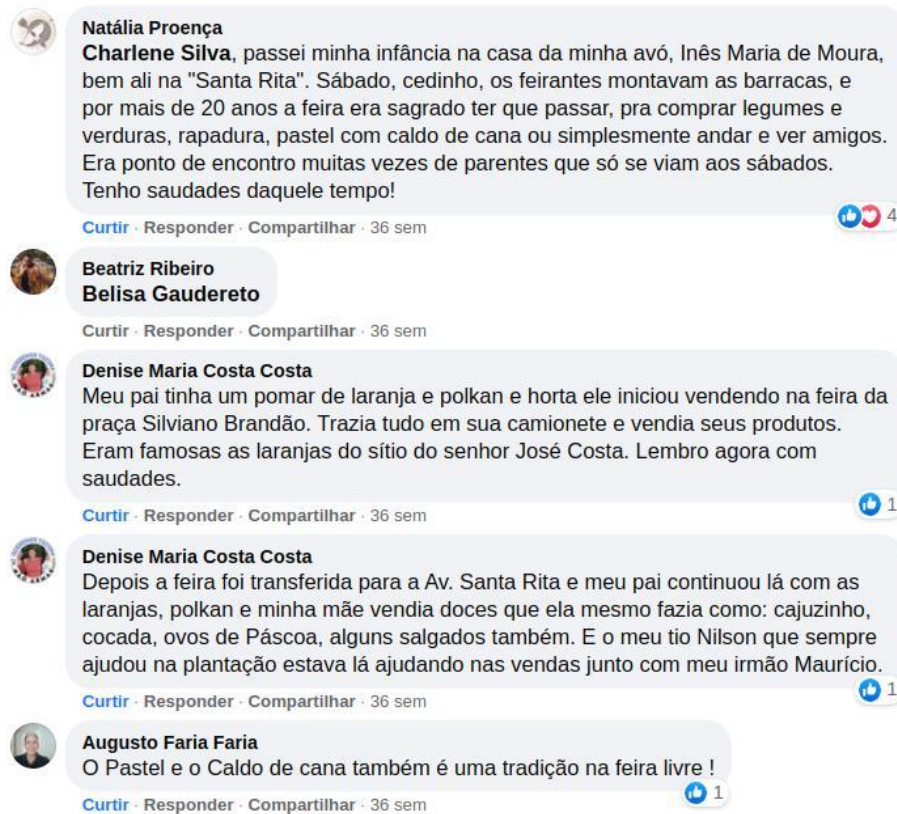 Natália Proença
Charlene Silva, passei minha infância na casa da minha avó, Inês Maria de Moura,
bem ali na "Santa Rita". Sábado, cedinho, os feirantes montavam as barracas, e
por mais de 20 anos a feira era sagrado ter que passar, pra comprar legumes e
verduras, rapadura, pastel com caldo de cana ou simplesmente andar e ver amigos.
Era ponto de encontro muitas vezes de parentes que só se viam aos sábados.
Tenho saudades daquele tempo!
4
Curtir · Responder · Compartilhar · 36 sem
Beatriz Ribeiro
Belisa Gaudereto
Curtir · Responder · Compartilhar · 36 sem
Denise Maria Costa Costa
Meu pai tinha um pomar de laranja e polkan e horta ele iniciou vendendo na feira da
praça Silviano Brandão. Trazia tudo em sua camionete e vendia seus produtos.
Eram famosas as laranjas do sítio do senhor José Costa. Lembro agora com
saudades.
1
Curtir · Responder · Compartilhar · 36 sem
Denise Maria Costa Costa
Depois a feira foi transferida para a Av. Santa Rita e meu pai continuou lá com as
laranjas, polkan e minha mãe vendia doces que ela mesmo fazia como: cajuzinho,
cocada, ovos de Páscoa, alguns salgados também. E o meu tio Nilson que sempre
ajudou na plantação estava lá ajudando nas vendas junto com meu irmão Maurício.
1
Curtir · Responder · Compartilhar · 36 sem
Augusto Faria Faria
O Pastel e o Caldo de cana também é uma tradição na feira livre !
1
Curtir · Responder · Compartilhar · 36 sem